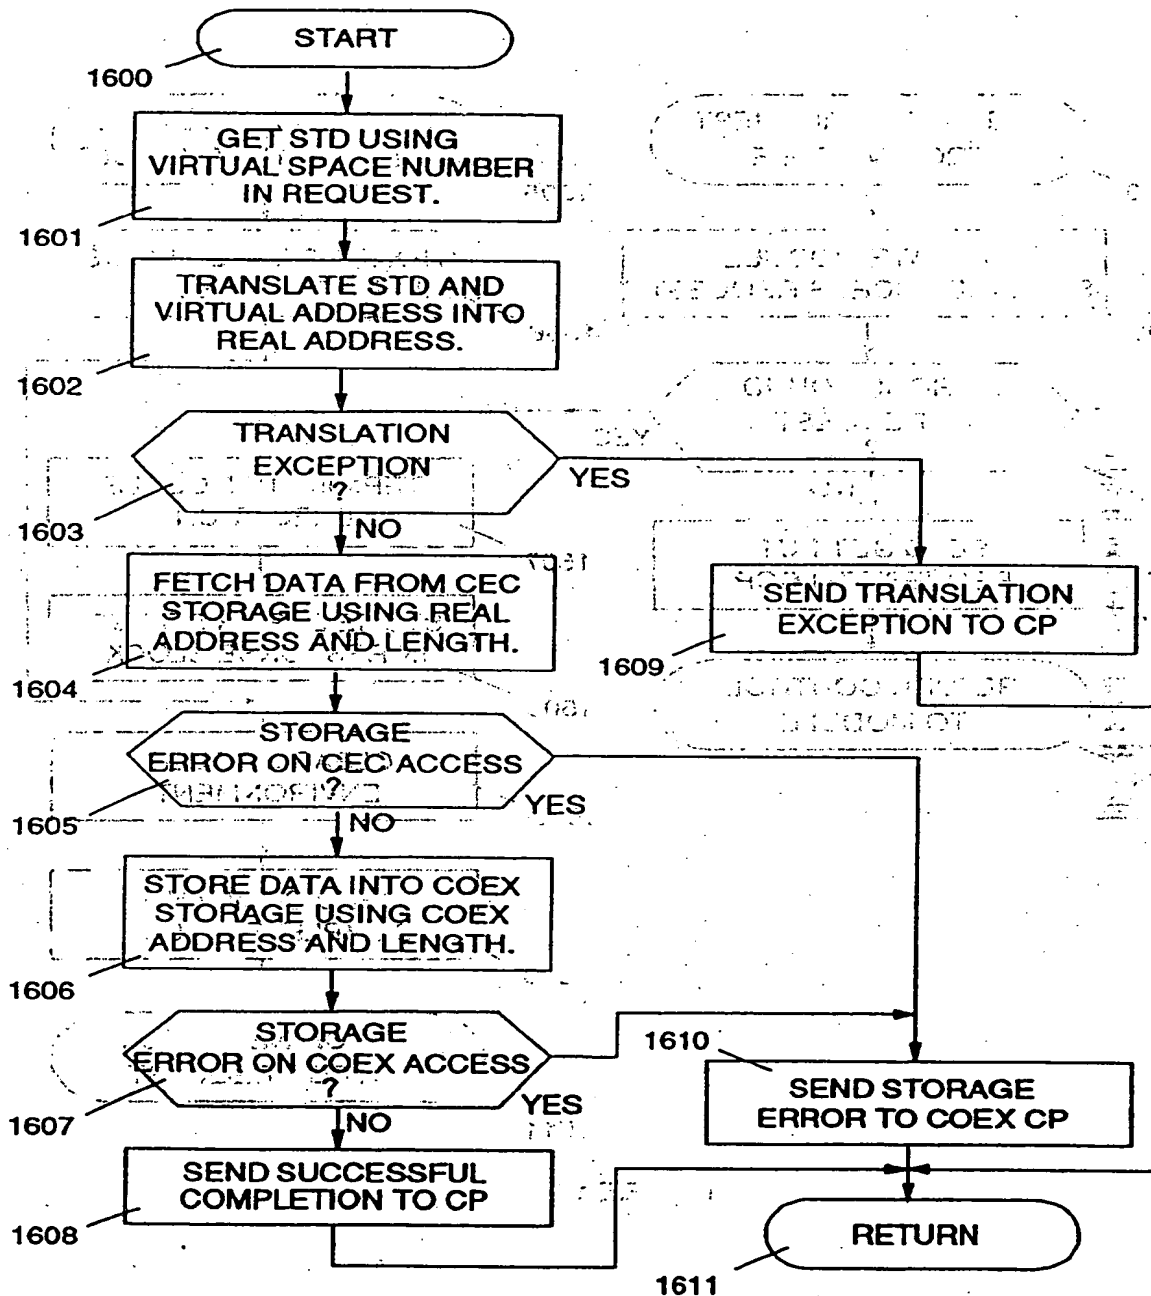 START
1600
GET STD USING
VIRTUAL SPACE NUMBER
IN REQUEST.
1601
TRANSLATE STD AND
VIRTUAL ADDRESS INTO
REAL ADDRESS.
1602
TRANSLATION
EXCEPTION
?
YES
1603
NO
FETCH DATA FROM CEC
STORAGE USING REAL
ADDRESS AND LENGTH.
1604
SEND TRANSLATION
EXCEPTION TO CP
1609
STORAGE
ERROR ON CEC ACCESS
?
YES
1605
NO
STORE DATA INTO COEX
STORAGE USING COEX
ADDRESS AND LENGTH.
1606
STORAGE
ERROR ON COEX ACCESS
?
YES
1607
NO
1610
SEND STORAGE
ERROR TO COEX CP
SEND SUCCESSFUL
COMPLETION TO CP
1608
RETURN
1611